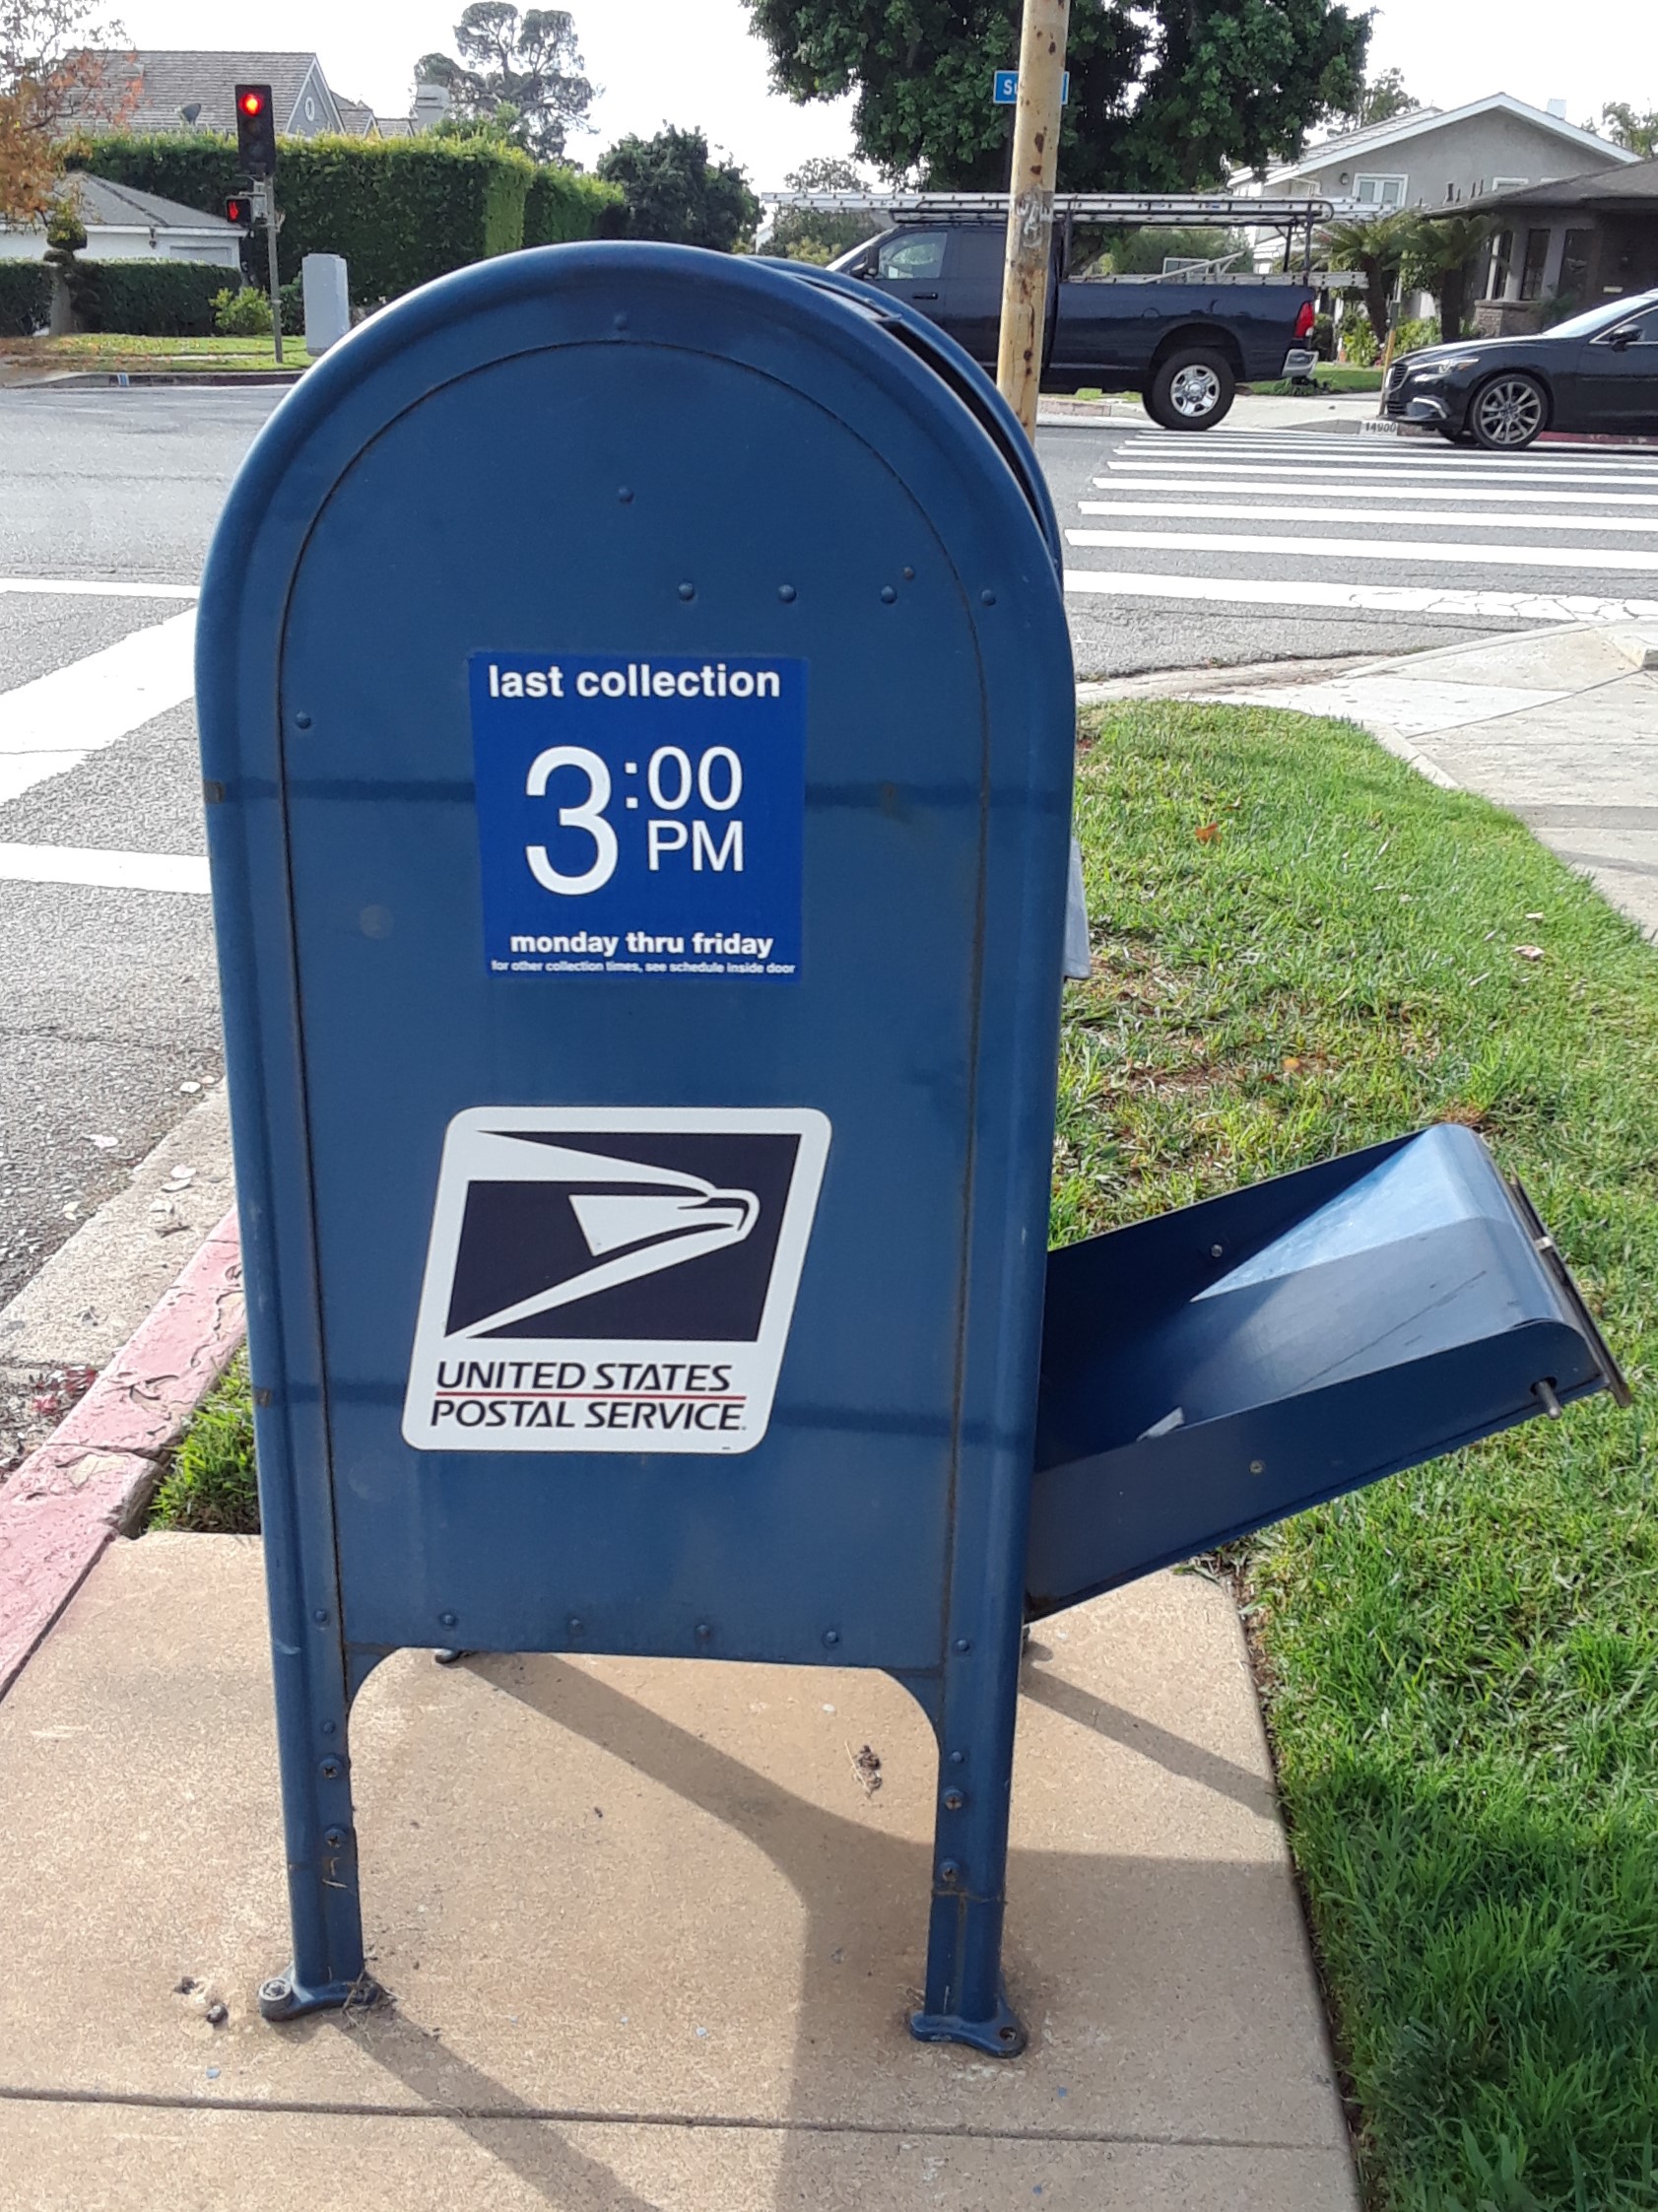 last collection
3:00
PM
monday thru friday
for other collection times, see schedule inside door
UNITED STATES
POSTAL SERVICE
14900